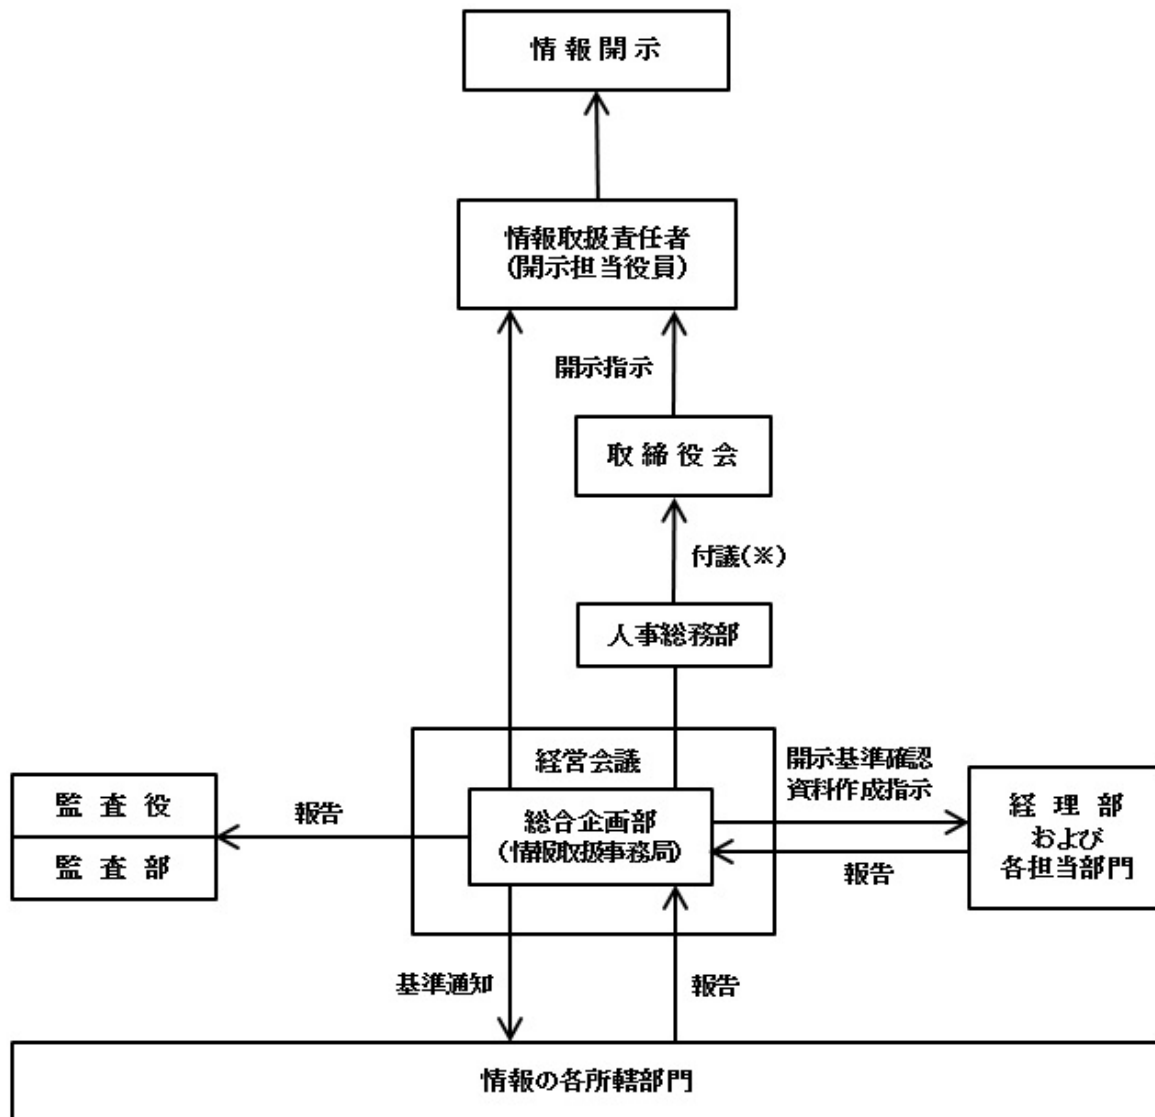 情報開示
情報取扱責任者
(開示担当役員)
開示指示
取締役会
付議(※)
人事総務部
経営会議
開示基準確認
資料作成指示
監査役
監査部
報告
総合企画部
(情報取扱事務局)
経理部
および
各担当部門
報告
基準通知
報告
情報の各所轄部門